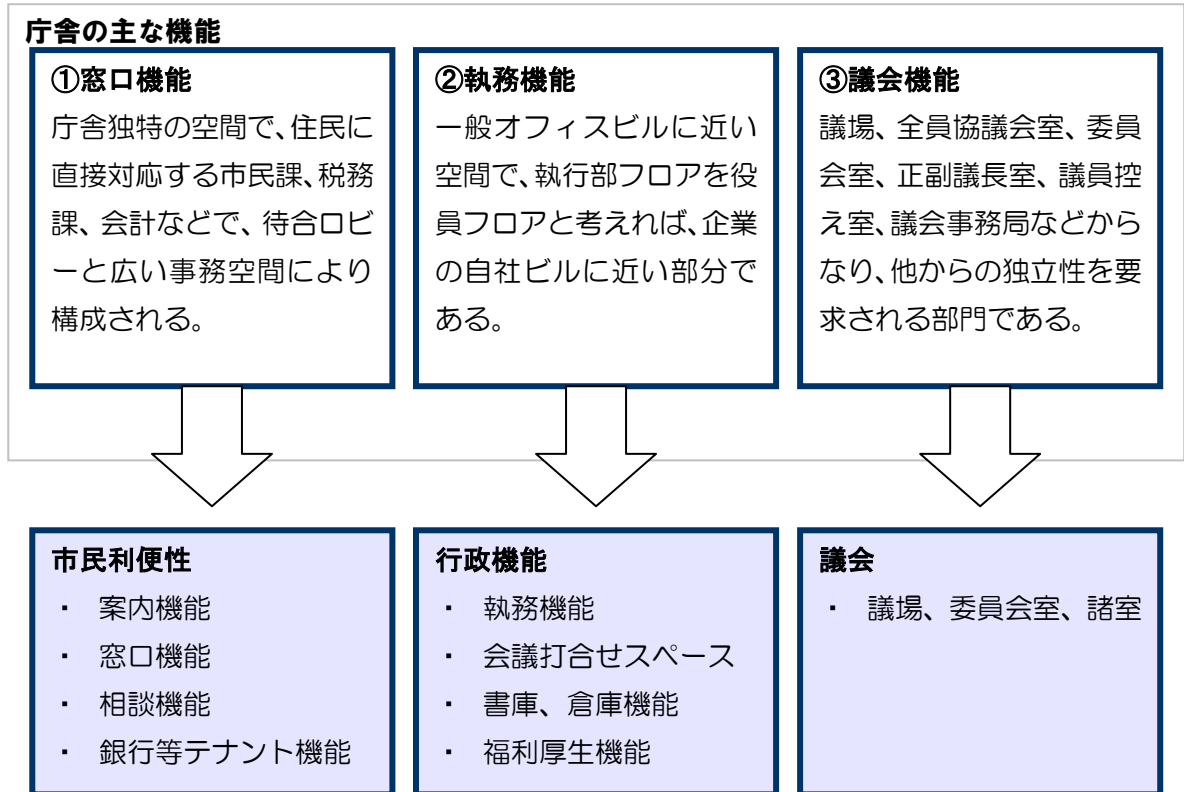 庁舎の主な機能
①窓口機能
庁舎独特の空間で、住民に
直接対応する市民課、税務
課、会計などで、待合ロビ
ーと広い事務空間により
構成される。
②執務機能
一般オフィスビルに近い
空間で、執行部フロアを役
員フロアと考えれば、企業
の自社ビルに近い部分で
ある。
③議会機能
議場、全員協議会室、委員
会室、正副議長室、議員控
え室、議会事務局などから
なり、他からの独立性を要
求される部門である。
市民利便性
・ 案内機能
・ 窓口機能
・ 相談機能
・ 銀行等テナント機能
行政機能
・ 執務機能
・ 会議打合せスペース
・ 書庫、倉庫機能
・ 福利厚生機能
議会
・ 議場、委員会室、諸室